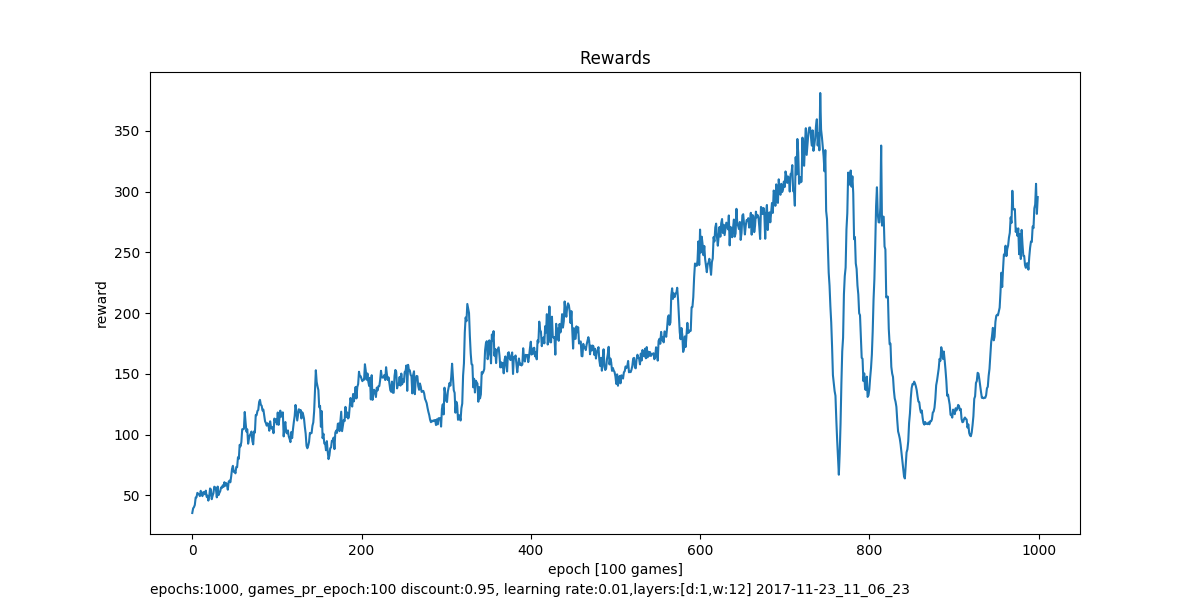 Rewards
350
300
250
200
150
100
50
reward
0 200 400 600 800 1000
epoch [100 games]
epochs:1000, games_pr_epoch:100 discount:0.95, learning rate:0.01,layers:[d:1,w:12] 2017-11-23_11_06_23